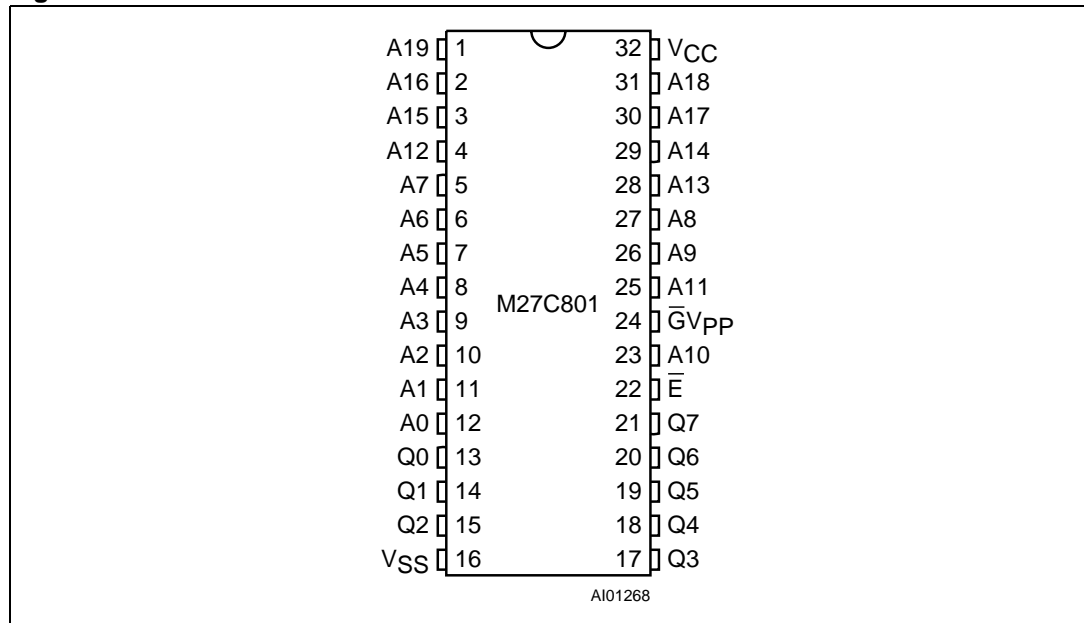 A19 1 32 VCC
A16 2 31 A18
A15 3 30 A17
A12 4 29 A14
A7 5 28 A13
A6 6 27 A8
A5 7 26 A9
A4 8 25 A11
M27C801
A3 9 24 G̅VPP
A2 10 23 A10
A1 11 22 E̅
A0 12 21 Q7
Q0 13 20 Q6
Q1 14 19 Q5
Q2 15 18 Q4
VSS 16 17 Q3
AI01268